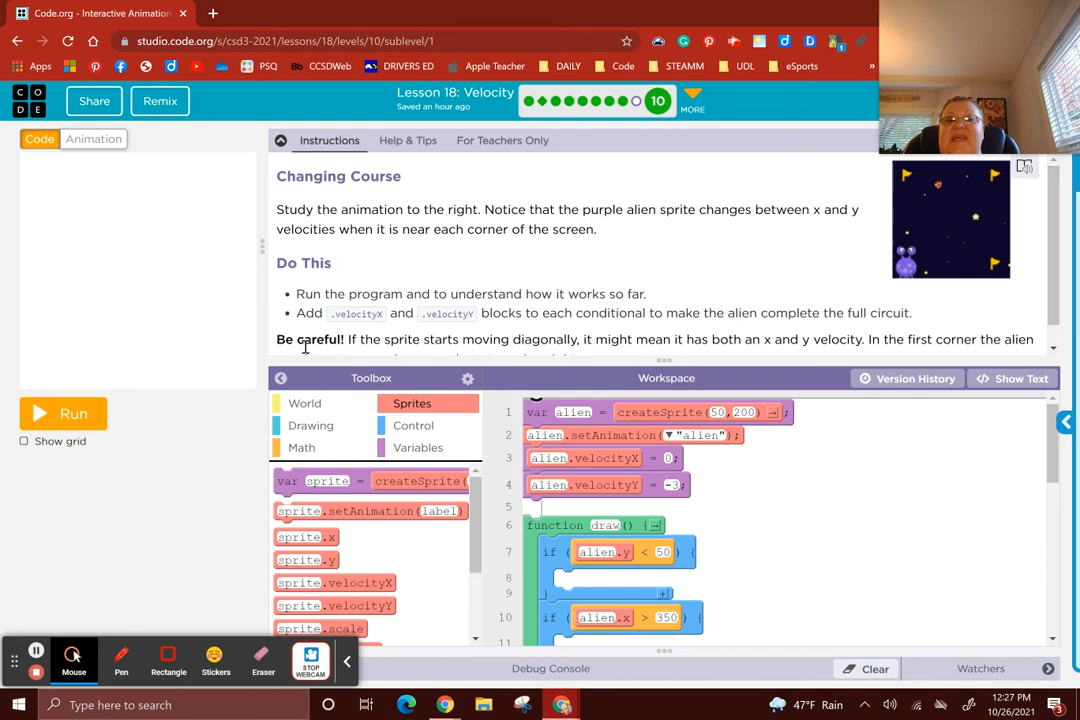 Code.org - Interactive Animation
studio.code.org/s/csd3-2021/lessons/18/levels/10/sublevel/1
Apps
PSQ
Bb CCSDWeb
DRIVERS ED
Apple Teacher
DAILY
Code
STEAMM
UDL
eSports
»
C O
D E
Share
Remix
Lesson 18: Velocity
Saved an hour ago
10
MORE
Code
Animation
Instructions
Help & Tips
For Teachers Only
Changing Course
Study the animation to the right. Notice that the purple alien sprite changes between x and y
velocities when it is near each corner of the screen.
Do This
• Run the program and to understand how it works so far.
• Add .velocityX and .velocityY blocks to each conditional to make the alien complete the full circuit.
Be careful! If the sprite starts moving diagonally, it might mean it has both an x and y velocity. In the first corner the alien
Run
Show grid
Toolbox
Workspace
Version History
Show Text
World
Sprites
Drawing
Control
Math
Variables
var sprite = createSprite(
sprite.setAnimation(label)
sprite.x
sprite.y
sprite.velocityX
sprite.velocityY
sprite.scale
1 var alien = createSprite(50,200);
2 alien.setAnimation(▼"alien");
3 alien.velocityX = 0;
4 alien.velocityY = -3;
5
6 function draw() {
7 if (alien.y < 50) {
8
9 }
10 if (alien.x > 350) {
11
Debug Console
Clear
Watchers
Mouse
Pen
Rectangle
Stickers
Eraser
STOP WEBCAM
Type here to search
47°F Rain
12:27 PM
10/26/2021
3